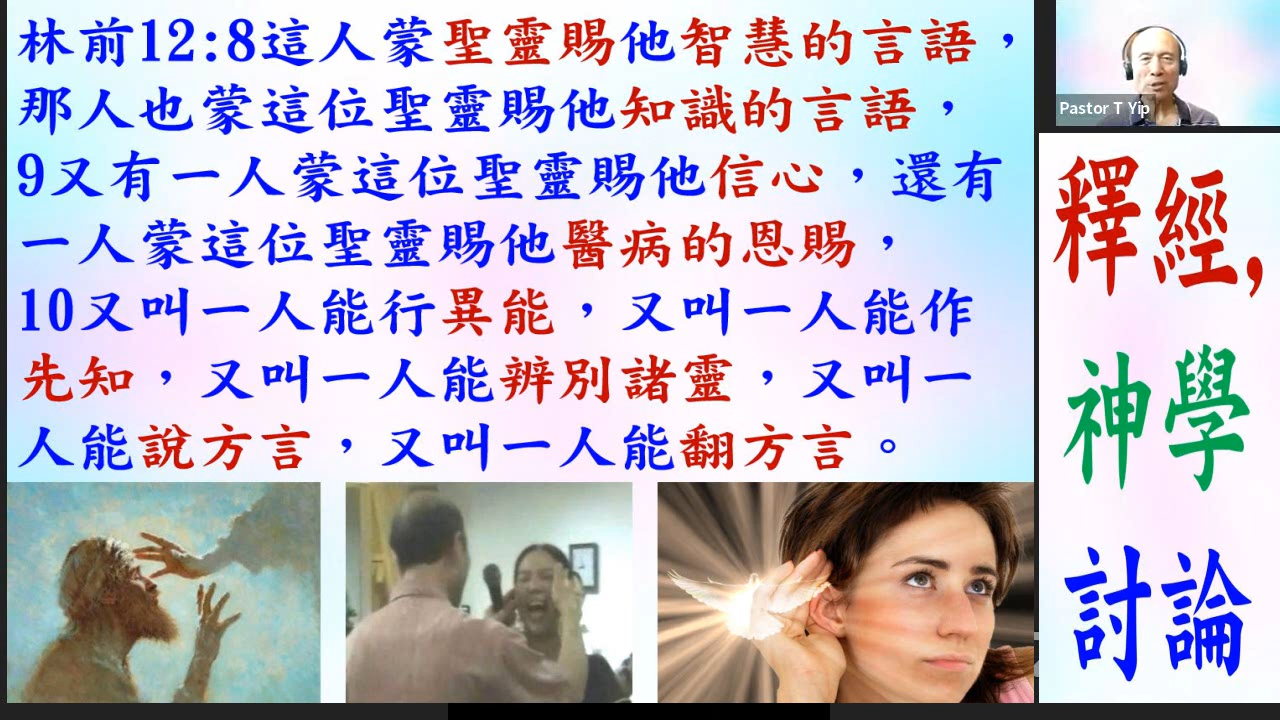 林前12:8這人蒙聖靈賜他智慧的言語，
那人也蒙這位聖靈賜他知識的言語，
9又有一人蒙這位聖靈賜他信心，還有
一人蒙這位聖靈賜他醫病的恩賜，
10又叫一人能行異能，又叫一人能作
先知，又叫一人能辨別諸靈，又叫一
人能說方言，又叫一人能翻方言。
Pastor T Yip
釋經,
神學
討論